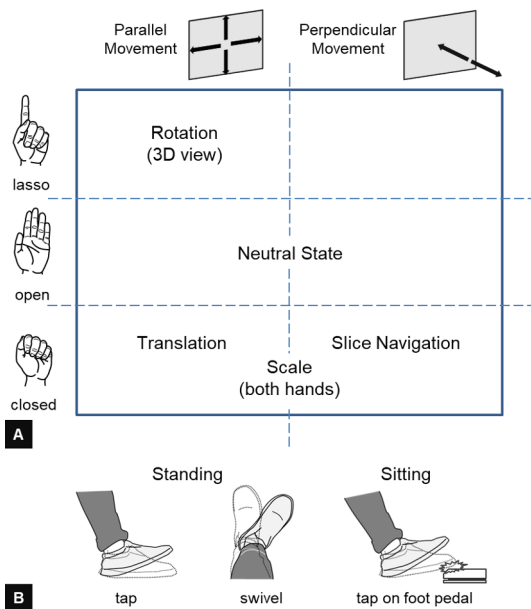 Parallel
Movement
Perpendicular
Movement
lasso
Rotation
(3D view)
open
Neutral State
closed
Translation
Slice Navigation
Scale
(both hands)
A
Standing
Sitting
tap
swivel
tap on foot pedal
B